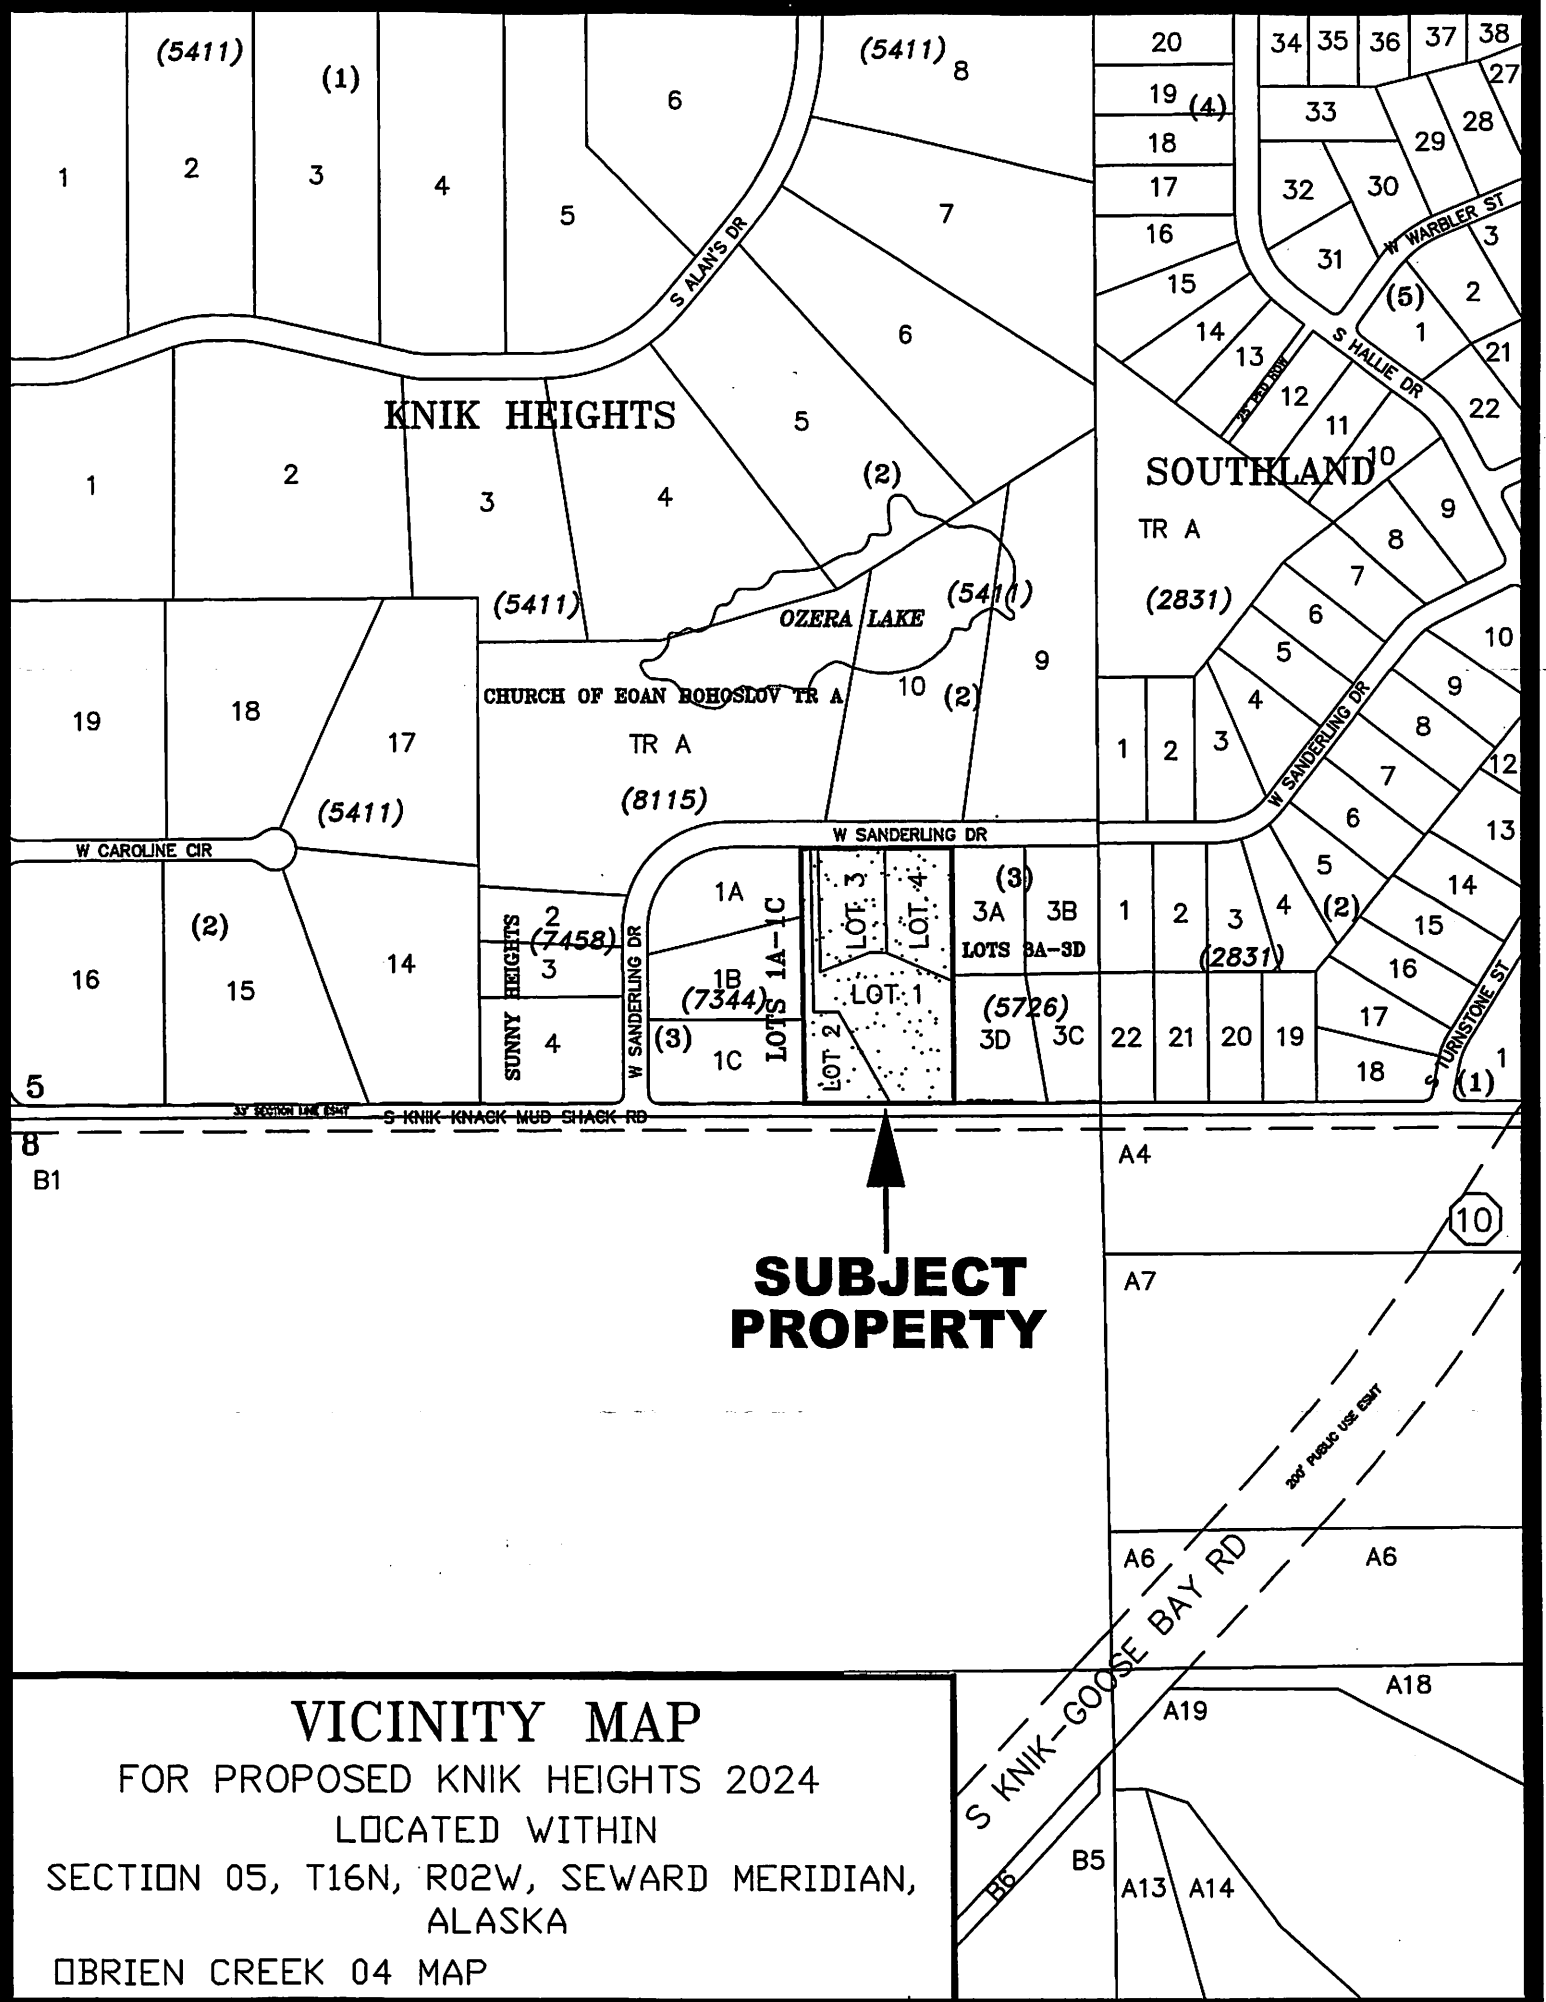 (5411)
(1)
1
2
3
4
5
6
(5411)
8
7
6
5
S ALAN'S DR
KNIK HEIGHTS
1
2
3
4
(2)
(5411)
OZERA LAKE
(5411)
9
10
(2)
CHURCH OF EOAN BOHOSLOV TR A
TR A
(8115)
19
18
17
(5411)
W CAROLINE CIR
16
(2)
15
14
20
19
(4)
18
17
16
15
14
13
25' PED ROW
12
11
10
9
8
7
6
5
4
3
2
1
34
35
36
37
38
27
33
28
29
32
30
31
W WARBLER ST
3
2
(5)
1
21
22
S HALLIE DR
SOUTHLAND
TR A
(2831)
W SANDERLING DR
10
9
8
7
6
5
4
3
2
1
(2)
(2831)
12
13
14
15
16
17
18
19
20
21
22
S TURNSTONE ST
1
(1)
W SANDERLING DR
SUNNY HEIGHTS
2
(7458)
3
4
W SANDERLING DR
1A
1B
(7344)
(3)
1C
LOTS 1A-1C
LOT 3
LOT 4
LOT 1
LOT 2
(3)
3A
3B
LOTS 3A-3D
(5726)
3D
3C
5
8
33' SECTION LINE ESMT
S KNIK KNACK MUD SHACK RD
B1
A4
10
A7
SUBJECT
PROPERTY
200' PUBLIC USE ESMT
A6
A6
S KNIK-GOOSE BAY RD
A18
A19
B6
B5
A13
A14
VICINITY MAP
FOR PROPOSED KNIK HEIGHTS 2024
LOCATED WITHIN
SECTION 05, T16N, R02W, SEWARD MERIDIAN,
ALASKA
OBRIEN CREEK 04 MAP